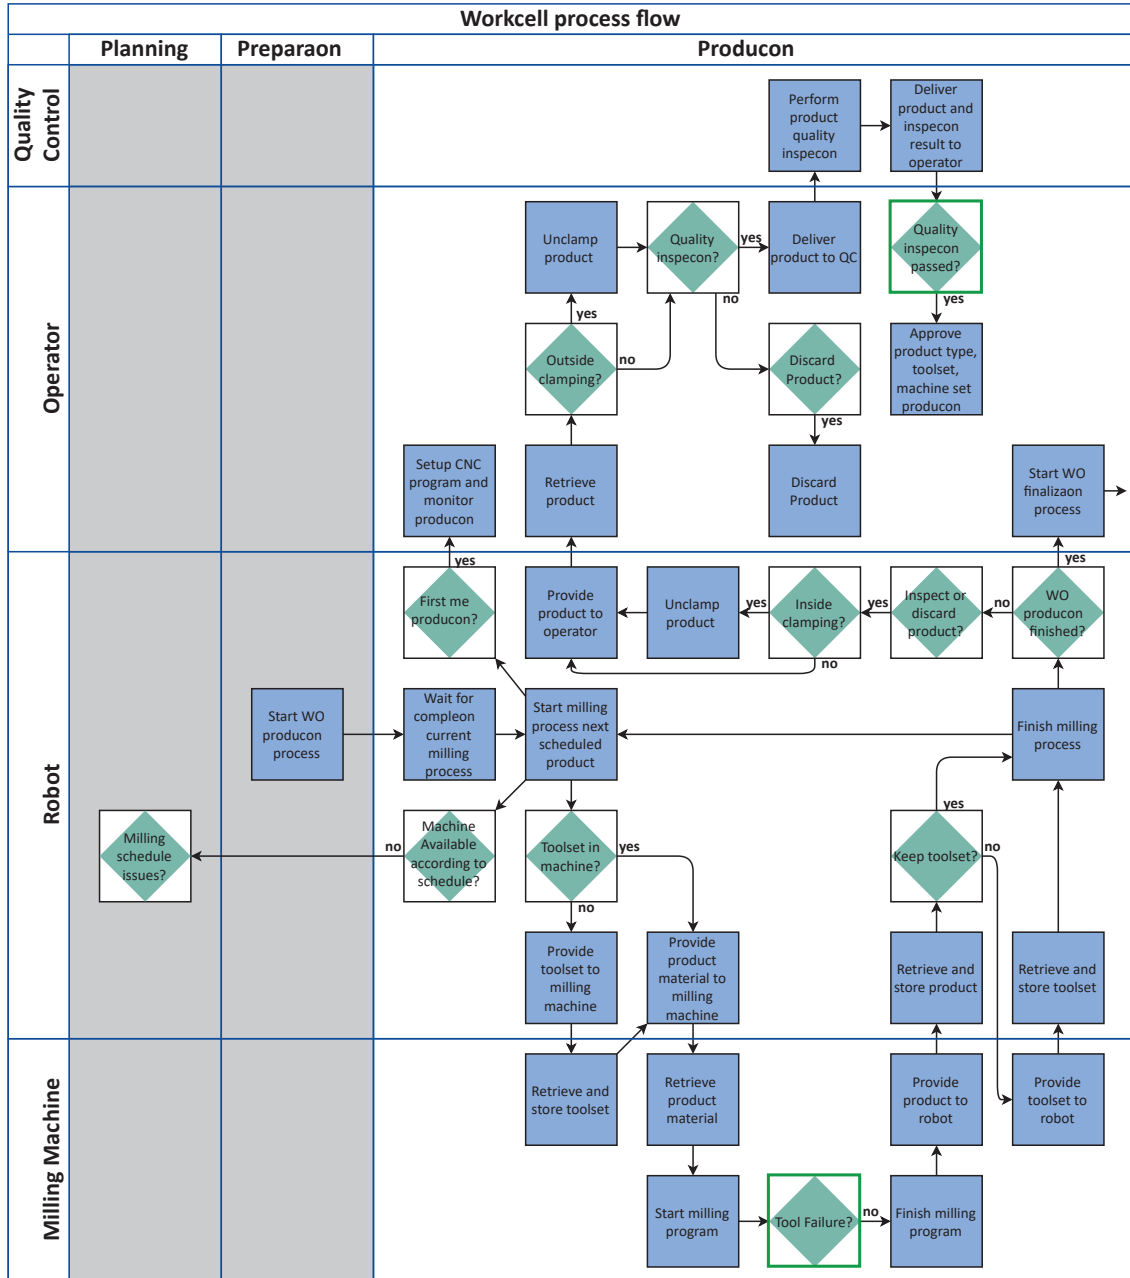 Workcell process flow
Planning
Preparaon
Producon
Quality
Control
Perform
product
quality
inspecon
Deliver
product and
inspecon
result to
operator
Operator
Unclamp
product
Quality
inspecon?
yes
Deliver
product to QC
Quality
inspecon
passed?
yes
no
yes
Outside
clamping?
no
Discard
Product?
Approve
product type,
toolset,
machine set
producon
yes
Setup CNC
program and
monitor
producon
Retrieve
product
Discard
Product
Start WO
finalizaon
process
Robot
yes
yes
First me
producon?
Provide
product to
operator
Unclamp
product
yes
Inside
clamping?
yes
Inspect or
discard
product?
no
WO
producon
finished?
no
Start WO
producon
process
Wait for
compleon
current
milling
process
Start milling
process next
scheduled
product
Finish milling
process
Milling
schedule
issues?
no
Machine
Available
according to
schedule?
Toolset in
machine?
yes
yes
Keep toolset?
no
no
Provide
toolset to
milling
machine
Provide
product
material to
milling
machine
Retrieve and
store product
Retrieve and
store toolset
Milling Machine
Retrieve and
store toolset
Retrieve
product
material
Provide
product to
robot
Provide
toolset to
robot
Start milling
program
Tool Failure?
no
Finish milling
program